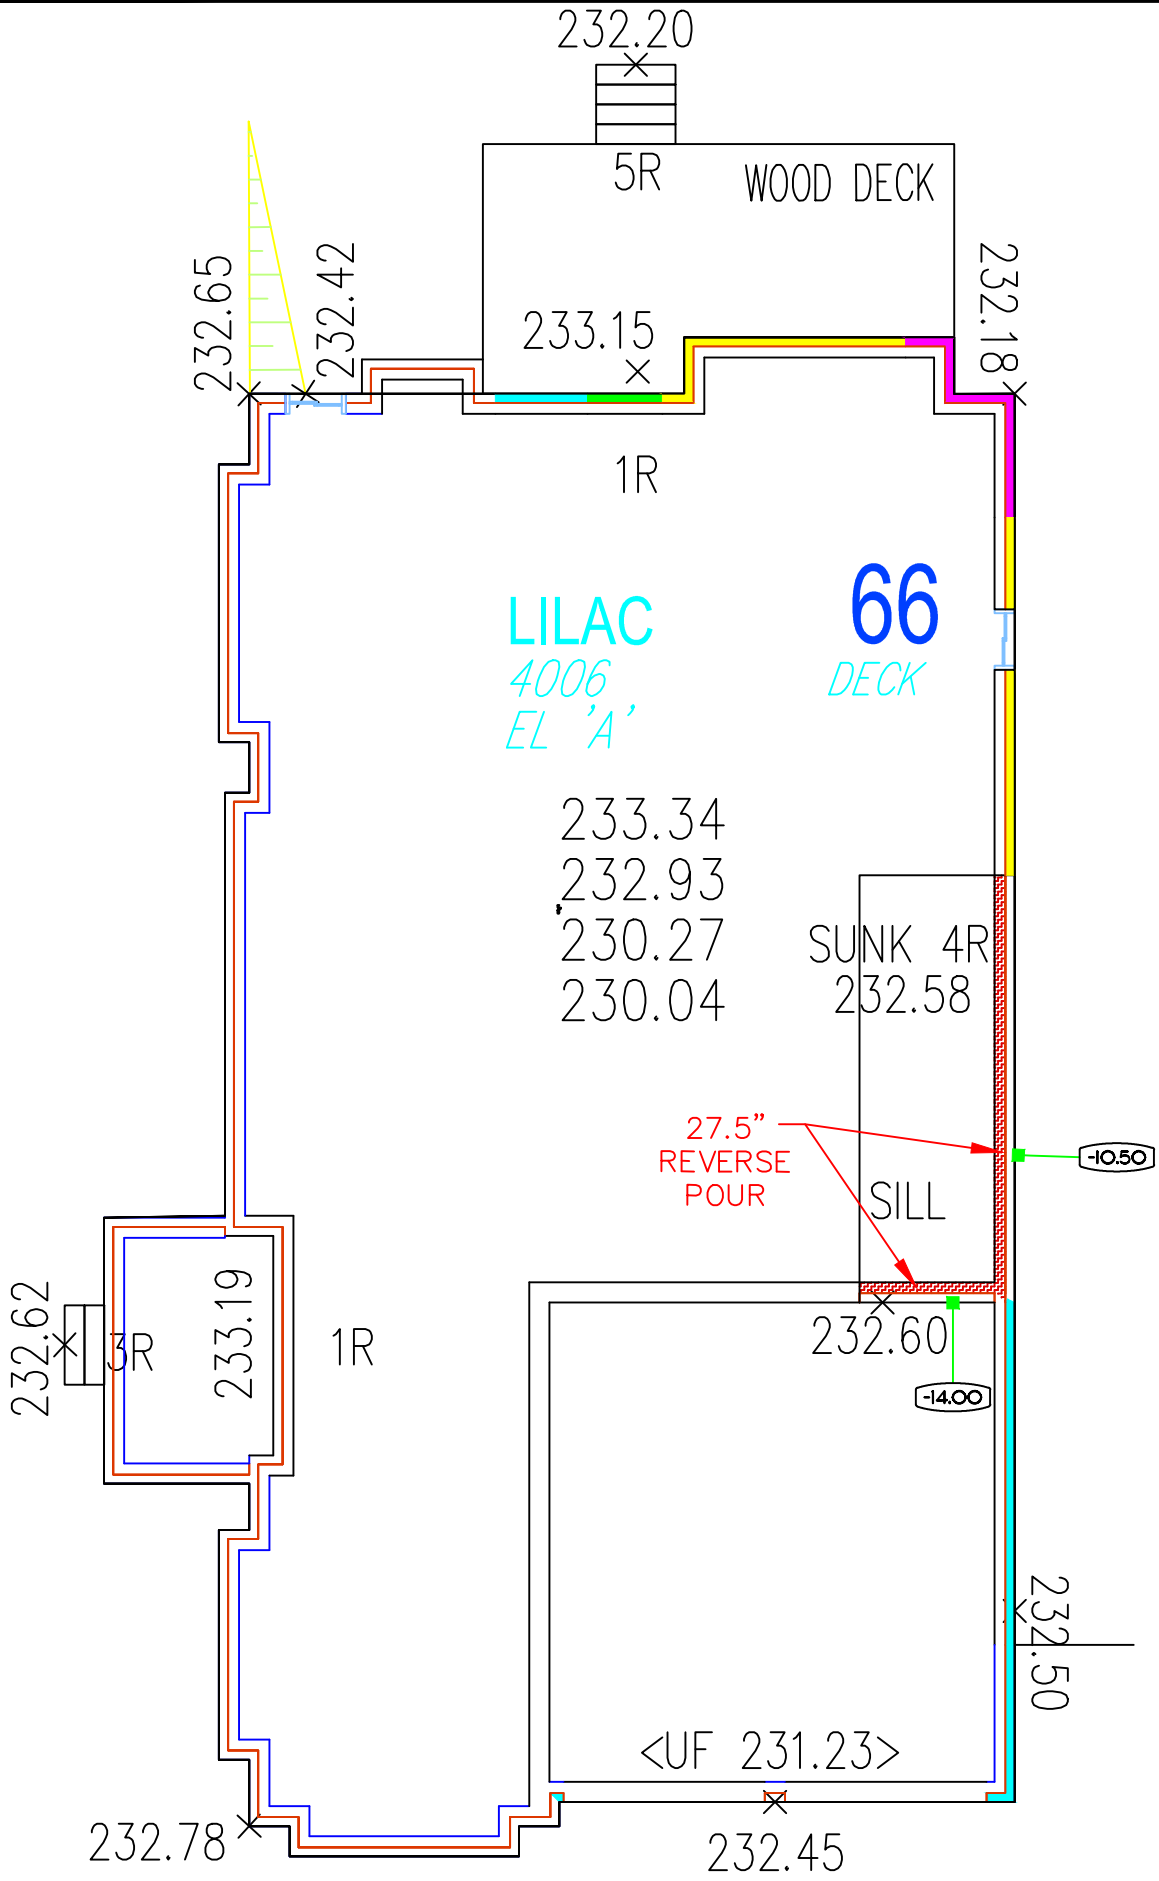 232.20
5R
WOOD DECK
232.65
232.42
233.15
232.18
1R
LILAC
66
4006
DECK
EL 'A'
233.34
232.93
230.27
230.04
SUNK 4R
232.58
27.5”
REVERSE
POUR
-10.50
SILL
232.62
3R
233.19
1R
232.60
-14.00
232.50
<UF 231.23>
232.78
232.45